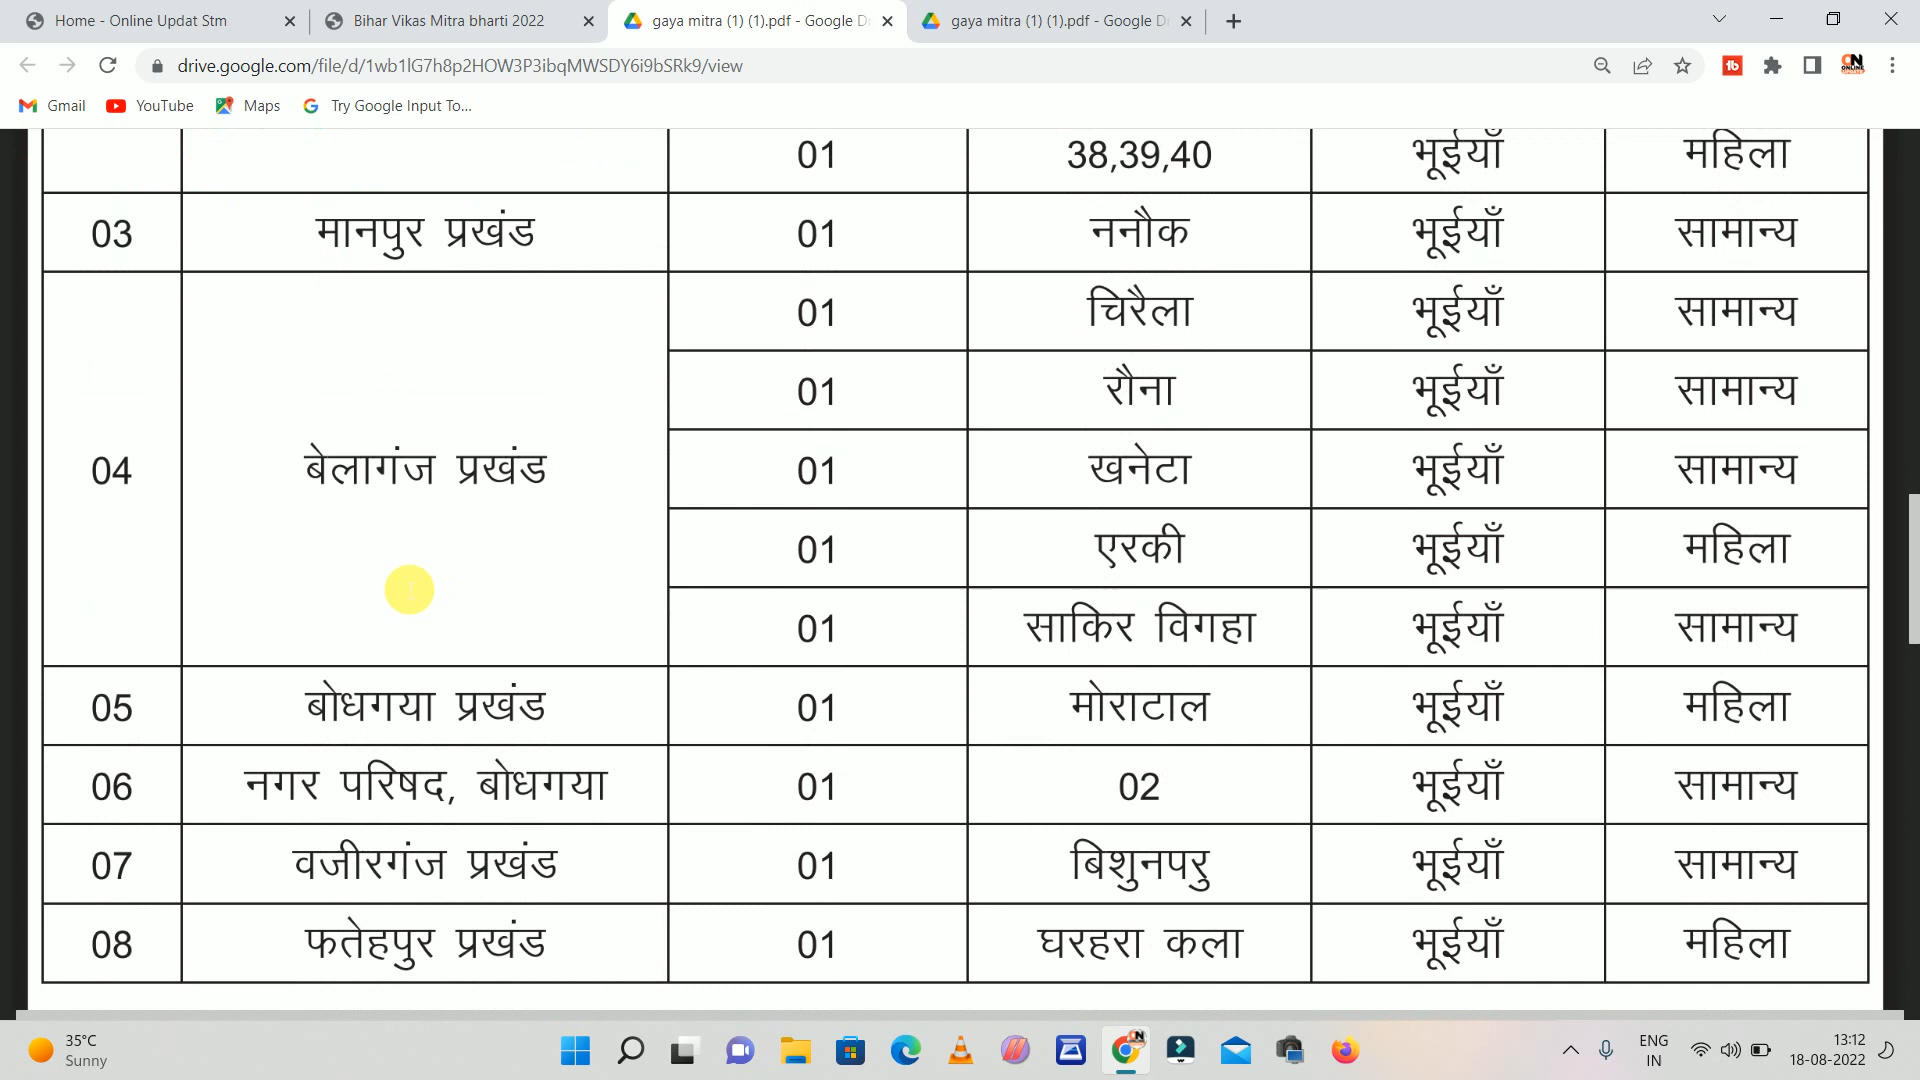 Home - Online Updat Stm
Bihar Vikas Mitra bharti 2022
gaya mitra (1) (1).pdf - Google D
gaya mitra (1) (1).pdf - Google D
drive.google.com/file/d/1wb1lG7h8p2HOW3P3ibqMWSDY6i9bSRk9/view
Gmail YouTube Maps Try Google Input To...
01 38,39,40 भूईयाँ महिला
03 मानपुर प्रखंड 01 ननौक भूईयाँ सामान्य
01 चिरैला भूईयाँ सामान्य
01 रौना भूईयाँ सामान्य
04 बेलागंज प्रखंड 01 खनेटा भूईयाँ सामान्य
01 एरकी भूईयाँ महिला
01 साकिर विगहा भूईयाँ सामान्य
05 बोधगया प्रखंड 01 मोराटाल भूईयाँ महिला
06 नगर परिषद, बोधगया 01 02 भूईयाँ सामान्य
07 वजीरगंज प्रखंड 01 बिशुनपरु भूईयाँ सामान्य
08 फतेहपुर प्रखंड 01 घरहरा कला भूईयाँ महिला
35°C
Sunny
ENG
IN
13:12
18-08-2022